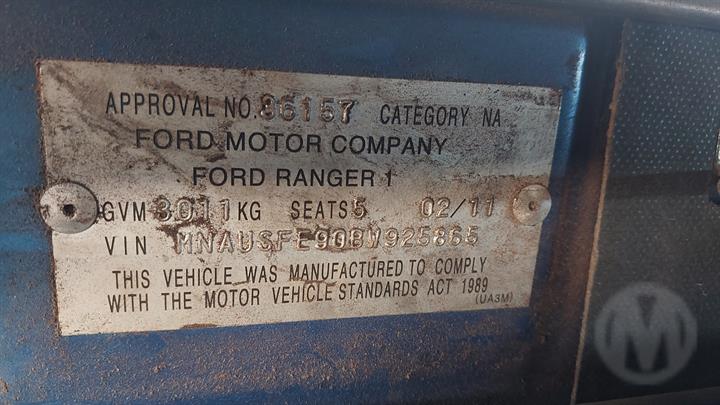 APPROVAL NO. 36157 CATEGORY NA
FORD MOTOR COMPANY
FORD RANGER 1
GVM 3011 KG SEATS 5 02/11
VIN MNAUSFE90BW925865
THIS VEHICLE WAS MANUFACTURED TO COMPLY
WITH THE MOTOR VEHICLE STANDARDS ACT 1989
(UA3M)
M